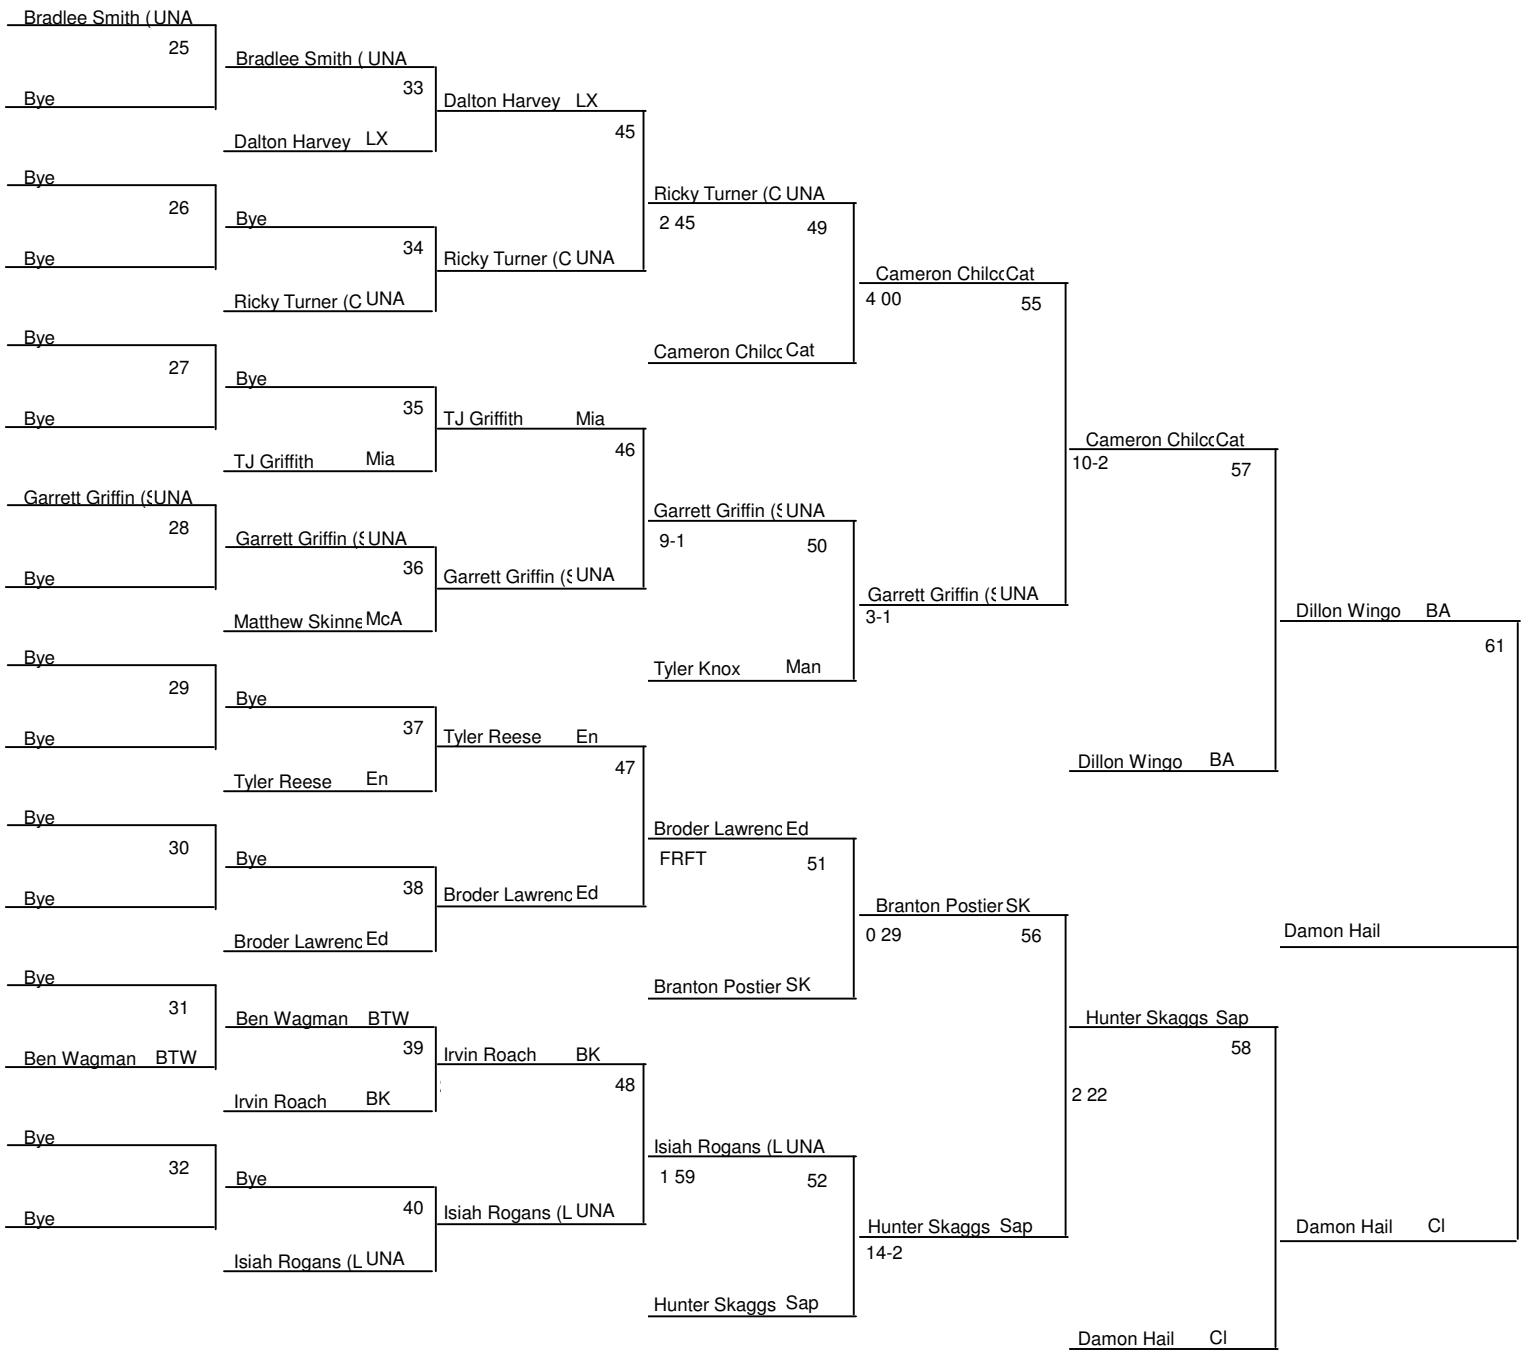 Bradlee Smith ( UNA
25
Bradlee Smith ( UNA
33
Bye
Dalton Harvey LX
45
Dalton Harvey LX
Bye
Ricky Turner (C UNA
26
Bye
2 45
49
34
Bye
Ricky Turner (C UNA
Cameron Chilco Cat
Ricky Turner (C UNA
4 00
55
Bye
Cameron Chilco Cat
27
Bye
35
Bye
TJ Griffith Mia
Cameron Chilco Cat
TJ Griffith Mia
46
10-2
57
Garrett Griffin (S UNA
Garrett Griffin (S UNA
28
Garrett Griffin (S UNA
9-1
50
36
Bye
Garrett Griffin (S UNA
Garrett Griffin (S UNA
3-1
Matthew Skinne McA
Dillon Wingo BA
61
Bye
Tyler Knox Man
29
Bye
37
Bye
Tyler Reese En
Dillon Wingo BA
Tyler Reese En
47
Bye
Broder Lawrenc Ed
30
Bye
FRFT
51
38
Bye
Broder Lawrenc Ed
Branton Postier SK
Broder Lawrenc Ed
0 29
56
Damon Hail
Bye
Branton Postier SK
31
Ben Wagman BTW
Hunter Skaggs Sap
39
58
Ben Wagman BTW
Irvin Roach BK
48
Irvin Roach BK
2 22
Bye
Isiah Rogans (L UNA
32
Bye
1 59
52
40
Bye
Isiah Rogans (L UNA
Hunter Skaggs Sap
Damon Hail Cl
14-2
Isiah Rogans (L UNA
Hunter Skaggs Sap
Damon Hail Cl